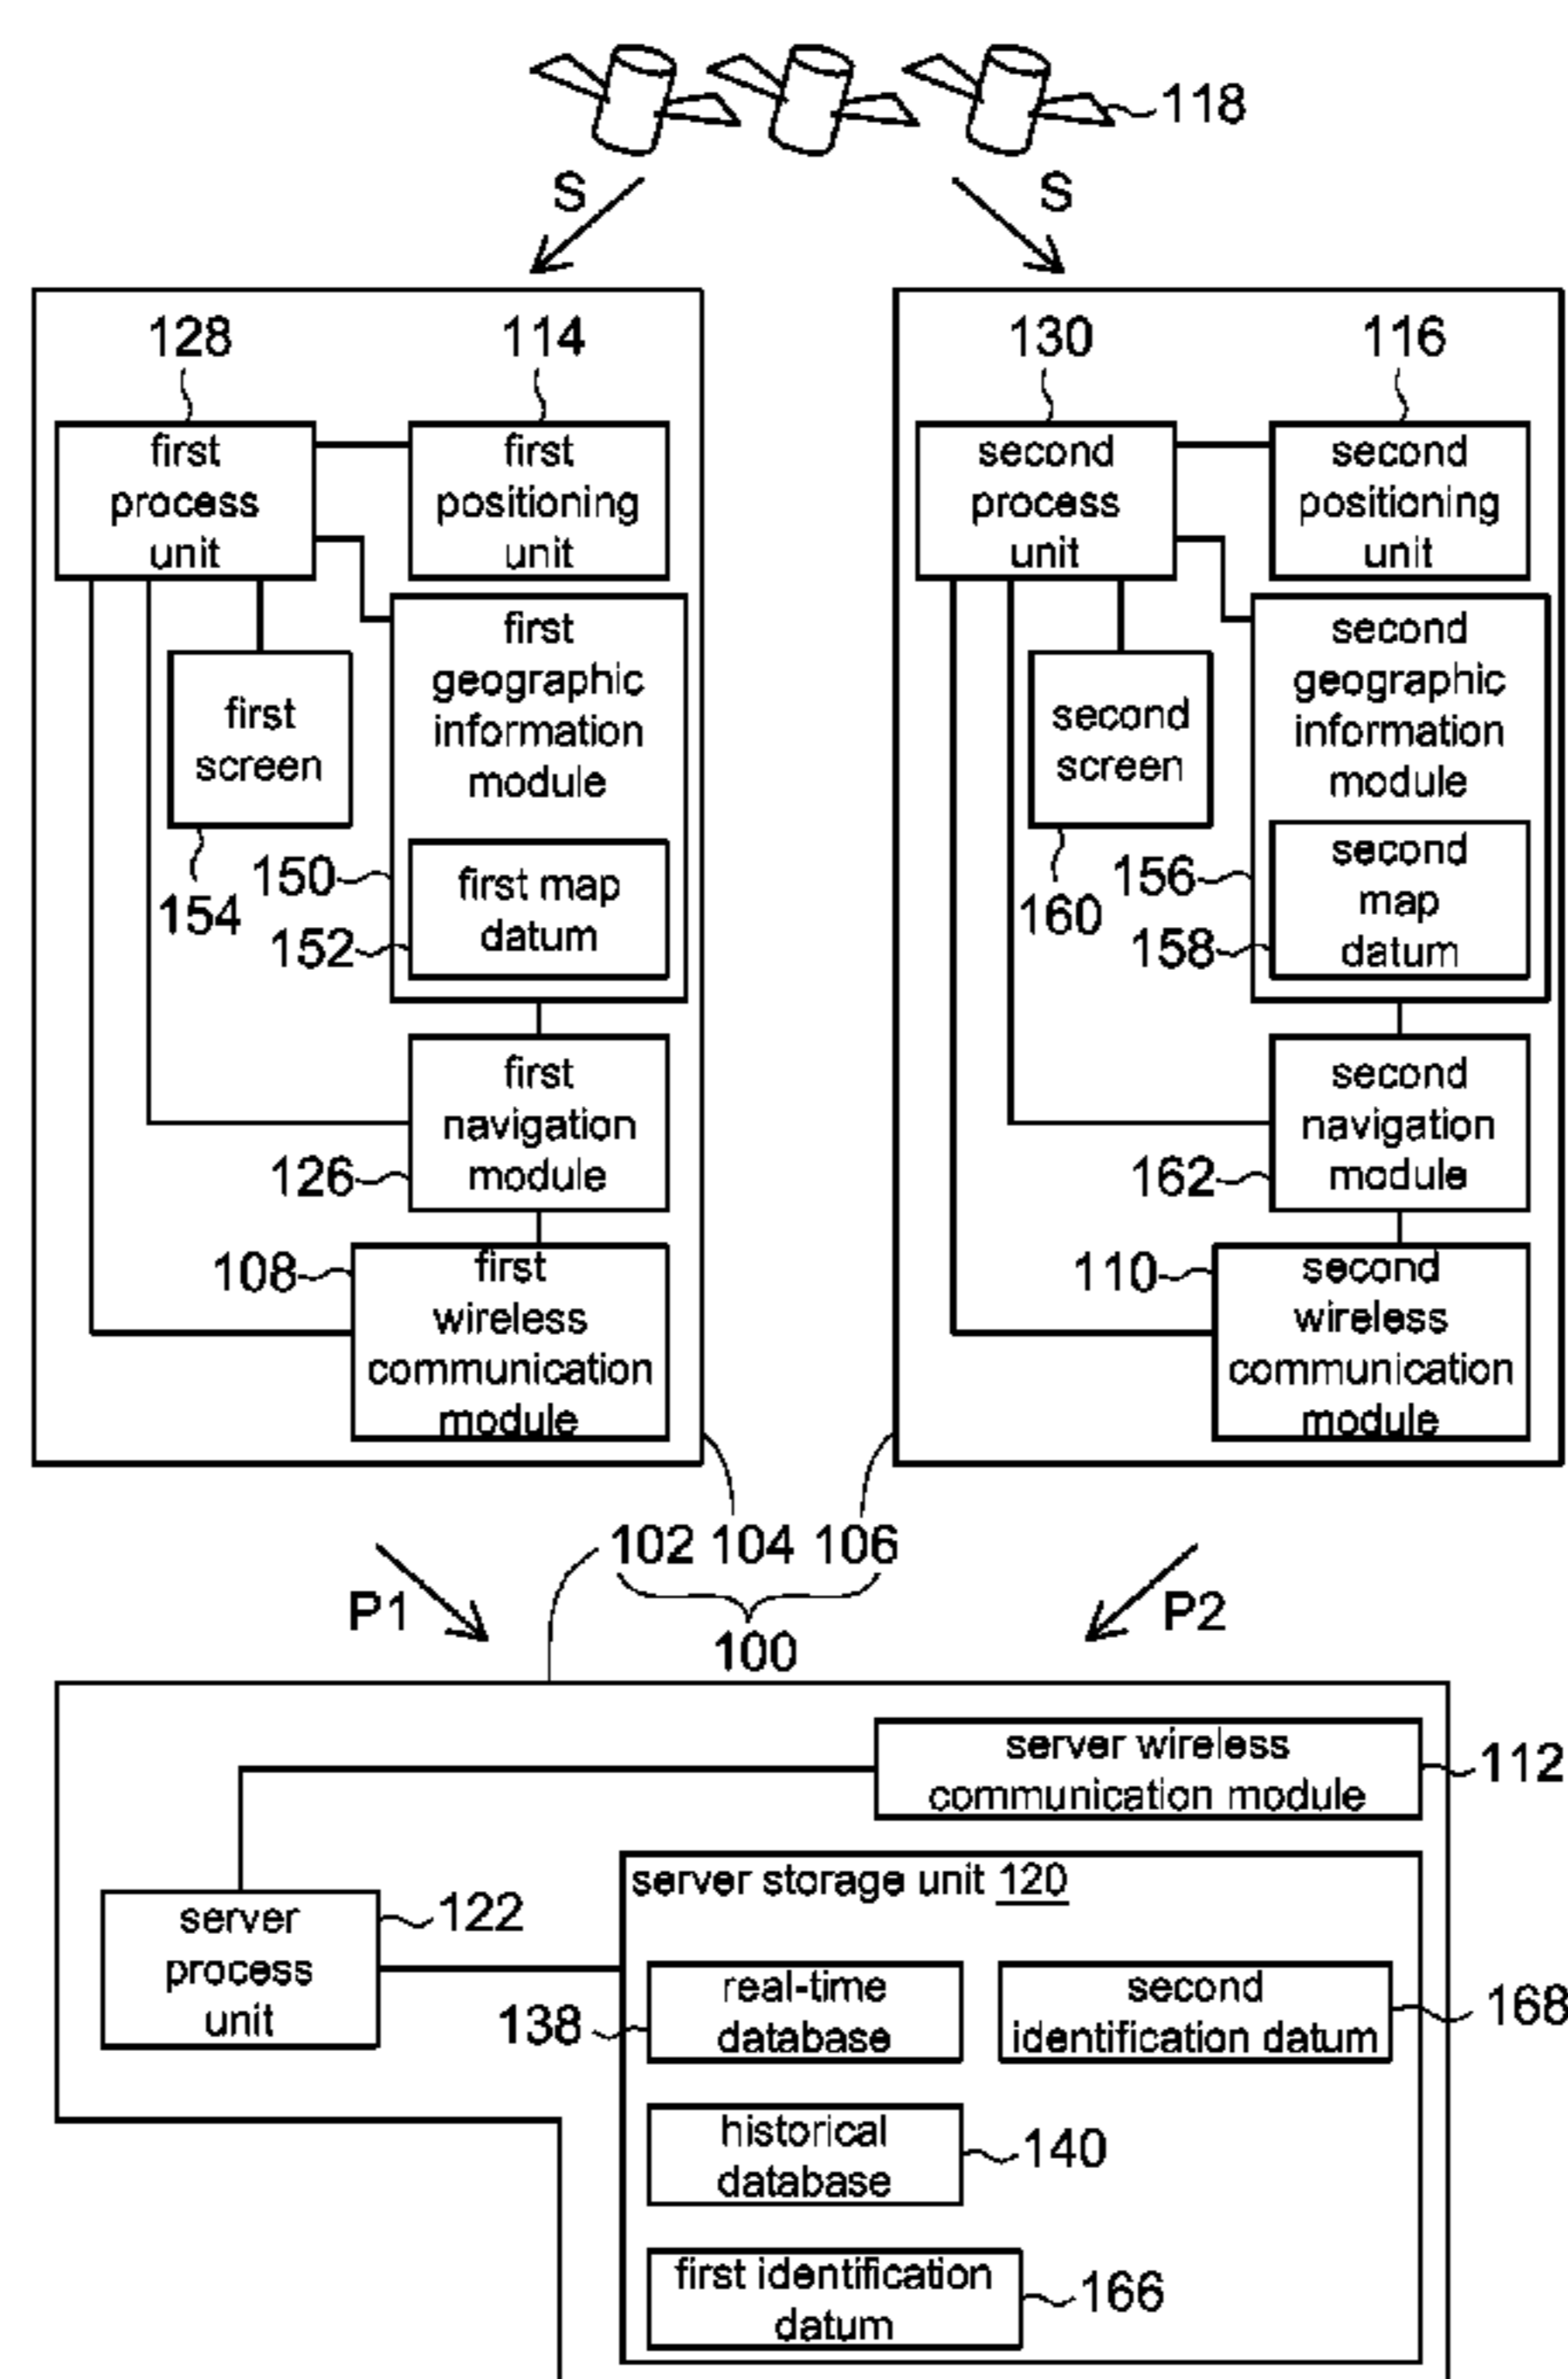 118
S
S
128
114
130
116
first
process
unit
first
positioning
unit
second
process
unit
second
positioning
unit
first
screen
first
geographic
information
module
second
screen
second
geographic
information
module
154
150
152
first map
datum
160
156
158
second
map
datum
126
first
navigation
module
162
second
navigation
module
108
first
wireless
communication
module
110
second
wireless
communication
module
102 104 106
P1
100
P2
server wireless
communication module
112
server
process
unit
122
server storage unit 120
138
real-time
database
second
identification datum
168
historical
database
140
first identification
datum
166